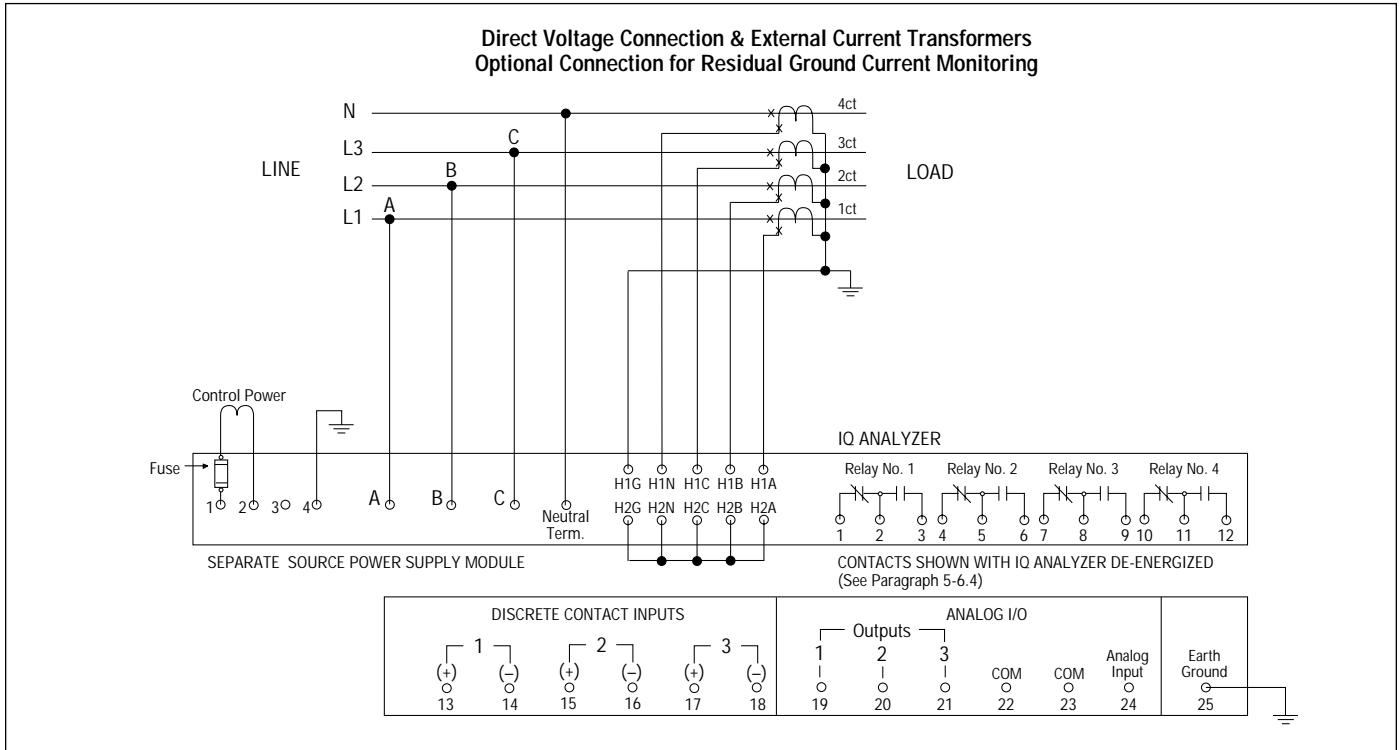 Direct Voltage Connection & External Current Transformers
Optional Connection for Residual Ground Current Monitoring
N
4ct
L3
C
3ct
LINE
L2
B
2ct
LOAD
L1
A
1ct
Control Power
Fuse
IQ ANALYZER
Relay No. 1
Relay No. 2
Relay No. 3
Relay No. 4
H1G H1N H1C H1B H1A
1 2 3 4
A
B
C
Neutral
Term.
H2G H2N H2C H2B H2A
1 2 3 4 5 6 7 8 9 10 11 12
SEPARATE SOURCE POWER SUPPLY MODULE
CONTACTS SHOWN WITH IQ ANALYZER DE-ENERGIZED
(See Paragraph 5-6.4)
DISCRETE CONTACT INPUTS
1 2 3
(+) (–) (+) (–) (+) (–)
13 14 15 16 17 18
ANALOG I/O
Outputs
1 2 3
COM
COM
Analog
Input
19 20 21 22 23 24
Earth
Ground
25